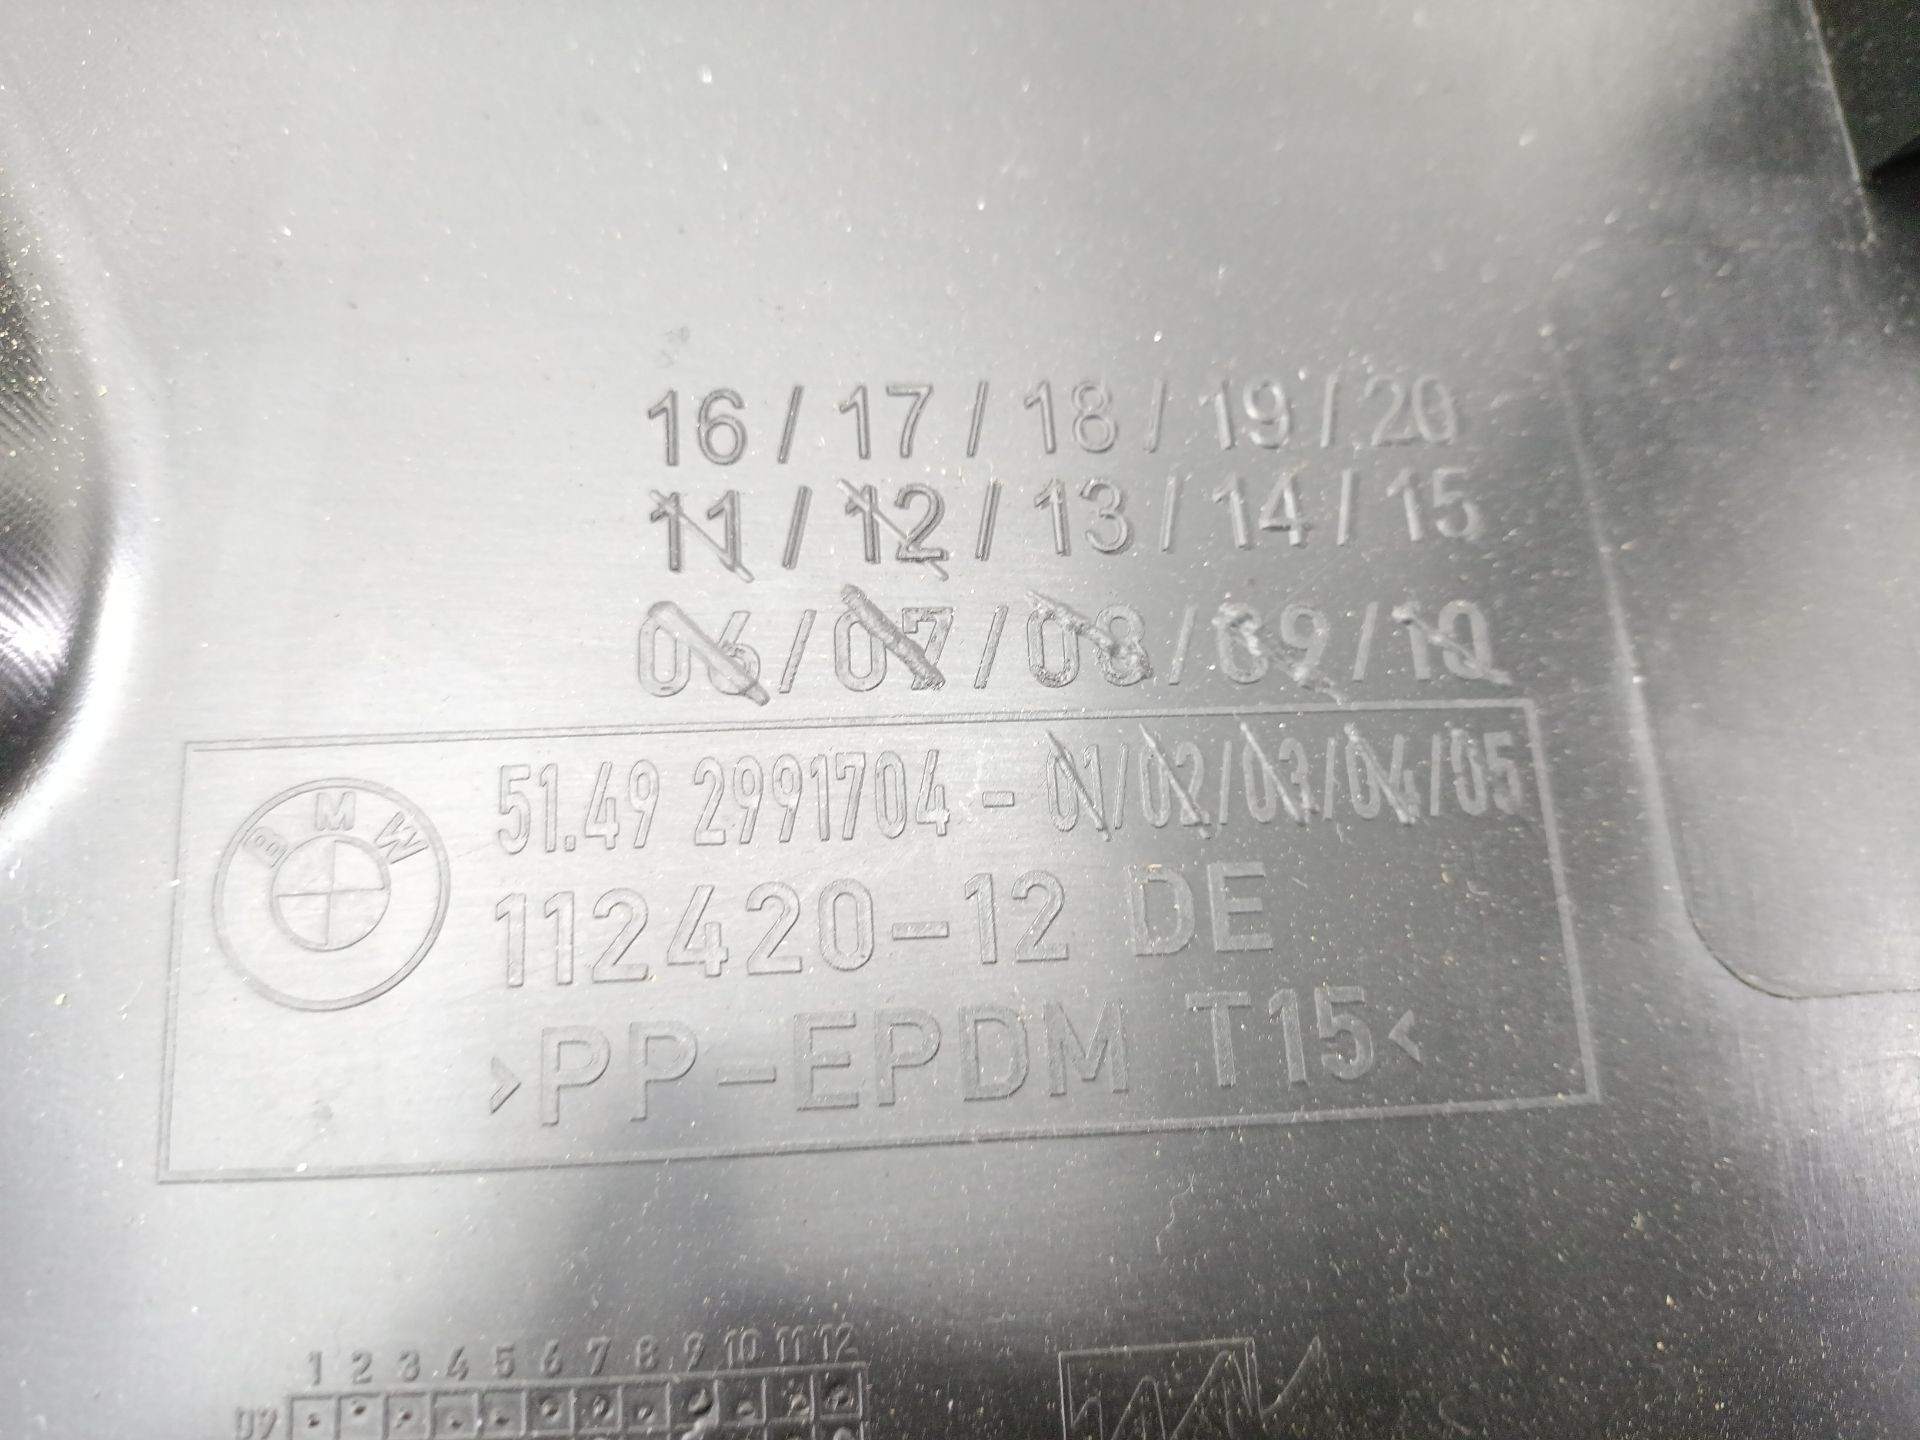 16/17/18/19/20
11/12/13/14/15
06/07/08/09/10
BMW
51.49 2991704-01/02/03/04/05
112420-12 DE
>PP-EPDM T15<
1 2 3 4 5 6 7 8 9 10 11 12
09